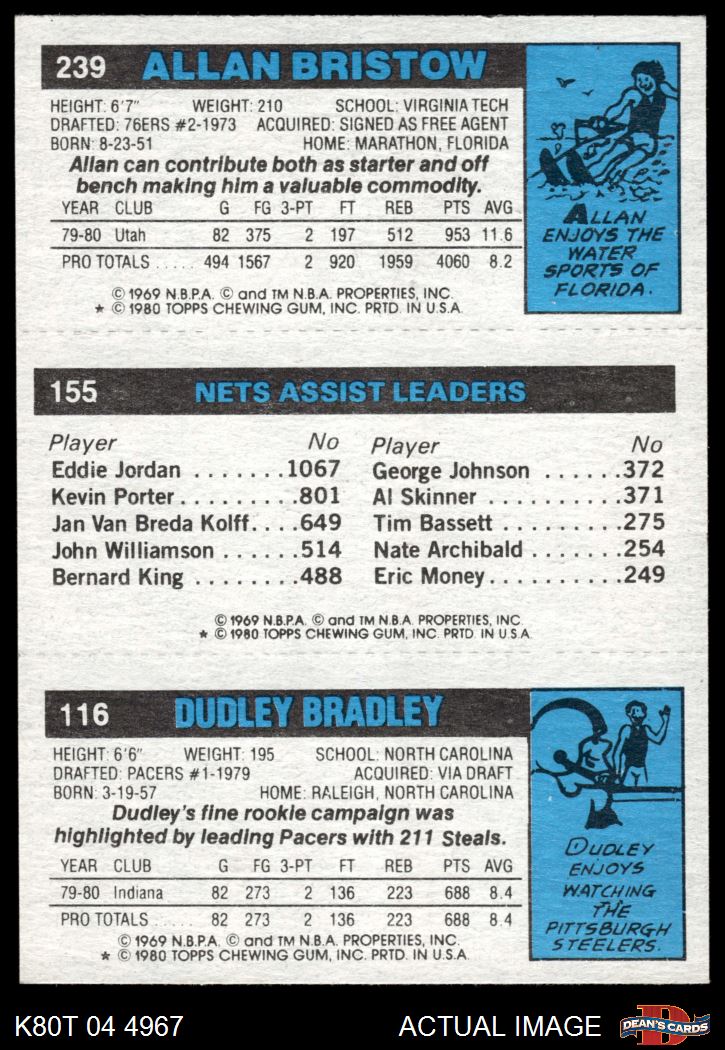 239 ALLAN BRISTOW
HEIGHT: 6'7" WEIGHT: 210 SCHOOL: VIRGINIA TECH
DRAFTED: 76ERS #2-1973 ACQUIRED: SIGNED AS FREE AGENT
BORN: 8-23-51 HOME: MARATHON, FLORIDA
Allan can contribute both as starter and off
bench making him a valuable commodity.
YEAR CLUB G FG 3-PT FT REB PTS AVG
79-80 Utah 82 375 2 197 512 953 11.6
PRO TOTALS ..... 494 1567 2 920 1959 4060 8.2
© 1969 N.B.P.A. © and TM N.B.A. PROPERTIES, INC.
* © 1980 TOPPS CHEWING GUM, INC. PRTD. IN U.S.A.
ALLAN
ENJOYS THE
WATER
SPORTS OF
FLORIDA.
155 NETS ASSIST LEADERS
Player No
Eddie Jordan .......1067
Kevin Porter.........801
Jan Van Breda Kolff....649
John Williamson ......514
Bernard King ........488
Player No
George Johnson ......372
Al Skinner .........371
Tim Bassett .........275
Nate Archibald .......254
Eric Money..........249
© 1969 N.B.P.A. © and TM N.B.A. PROPERTIES, INC.
* © 1980 TOPPS CHEWING GUM, INC. PRTD. IN U.S.A.
116 DUDLEY BRADLEY
HEIGHT: 6'6" WEIGHT: 195 SCHOOL: NORTH CAROLINA
DRAFTED: PACERS #1-1979 ACQUIRED: VIA DRAFT
BORN: 3-19-57 HOME: RALEIGH, NORTH CAROLINA
Dudley's fine rookie campaign was
highlighted by leading Pacers with 211 Steals.
YEAR CLUB G FG 3-PT FT REB PTS AVG
79-80 Indiana 82 273 2 136 223 688 8.4
PRO TOTALS ..... 82 273 2 136 223 688 8.4
© 1969 N.B.P.A. © and TM N.B.A. PROPERTIES, INC.
* © 1980 TOPPS CHEWING GUM, INC. PRTD. IN U.S.A.
DUDLEY
ENJOYS
WATCHING
THE
PITTSBURGH
STEELERS.
K80T 04 4967 ACTUAL IMAGE D DEAN'S CARDS